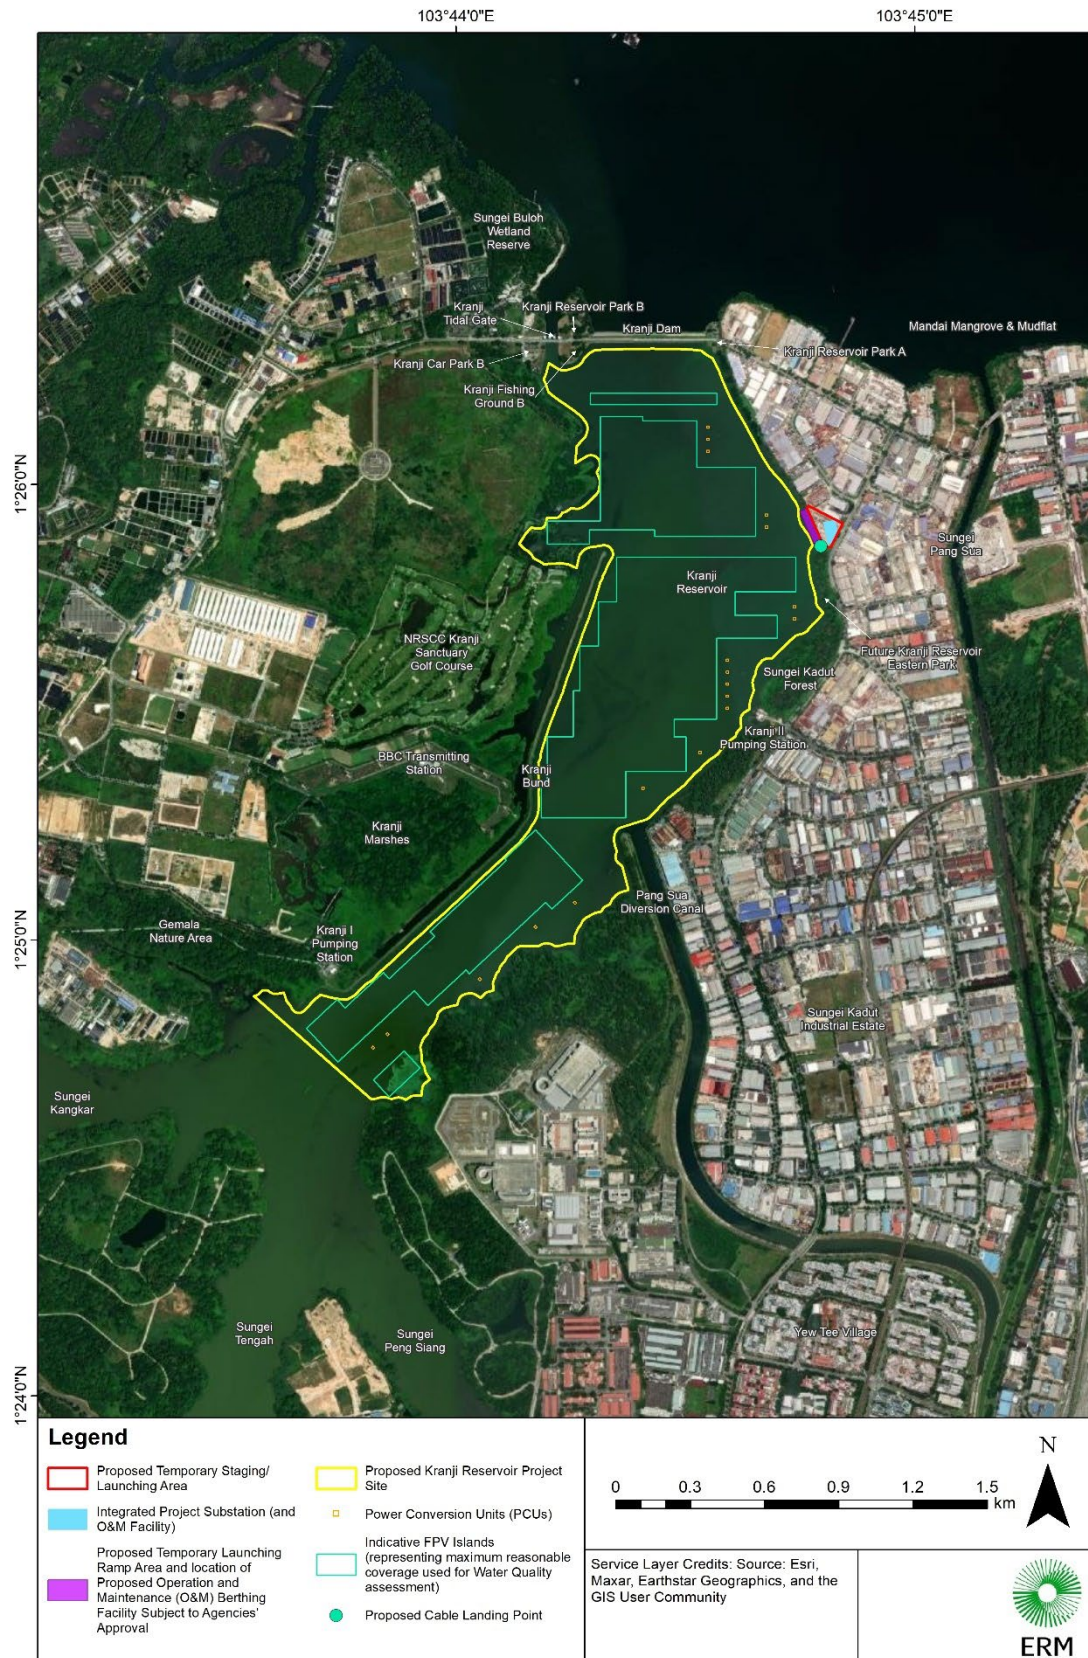 103°44'0"E
103°45'0"E
Sungei Buloh
Wetland
Reserve
Kranji
Tidal Gate
Kranji Reservoir Park B
Kranji Dam
Mandai Mangrove & Mudflat
Kranji Car Park B
Kranji Reservoir Park A
Kranji Fishing
Ground B
1°26'0"N
Sungei
Pang Sua
Kranji
Reservoir
NRSCC Kranji
Sanctuary
Golf Course
Future Kranji Reservoir
Eastern Park
Sungei Kadut
Forest
Kranji II
Pumping Station
BBC Transmitting
Station
Kranji
Bund
Kranji
Marshes
Pang Sua
Diversion Canal
Gemala
Nature Area
Kranji I
Pumping
Station
1°25'0"N
Sungei Kadut
Industrial Estate
Sungei
Kangkar
Sungei
Tengah
Sungei
Peng Siang
Yew Tee Village
1°24'0"N
Legend
Proposed Temporary Staging/
Launching Area
Integrated Project Substation (and
O&M Facility)
Proposed Temporary Launching
Ramp Area and location of
Proposed Operation and
Maintenance (O&M) Berthing
Facility Subject to Agencies'
Approval
Proposed Kranji Reservoir Project
Site
Power Conversion Units (PCUs)
Indicative FPV Islands
(representing maximum reasonable
coverage used for Water Quality
assessment)
Proposed Cable Landing Point
0 0.3 0.6 0.9 1.2 1.5
km
N
Service Layer Credits: Source: Esri,
Maxar, Earthstar Geographics, and the
GIS User Community
ERM